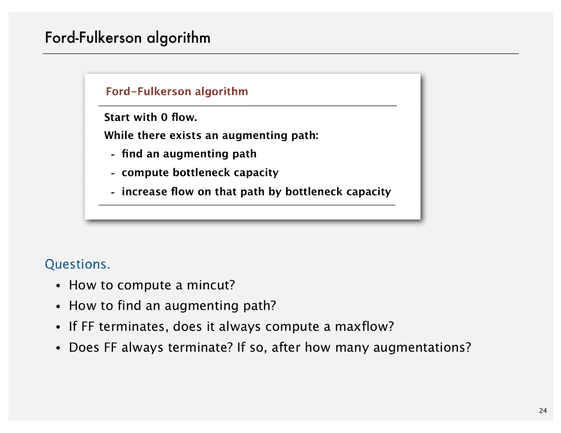 Ford-Fulkerson algorithm
Ford–Fulkerson algorithm
Start with 0 flow.
While there exists an augmenting path:
- find an augmenting path
- compute bottleneck capacity
- increase flow on that path by bottleneck capacity
Questions.
• How to compute a mincut?
• How to find an augmenting path?
• If FF terminates, does it always compute a maxflow?
• Does FF always terminate? If so, after how many augmentations?
24